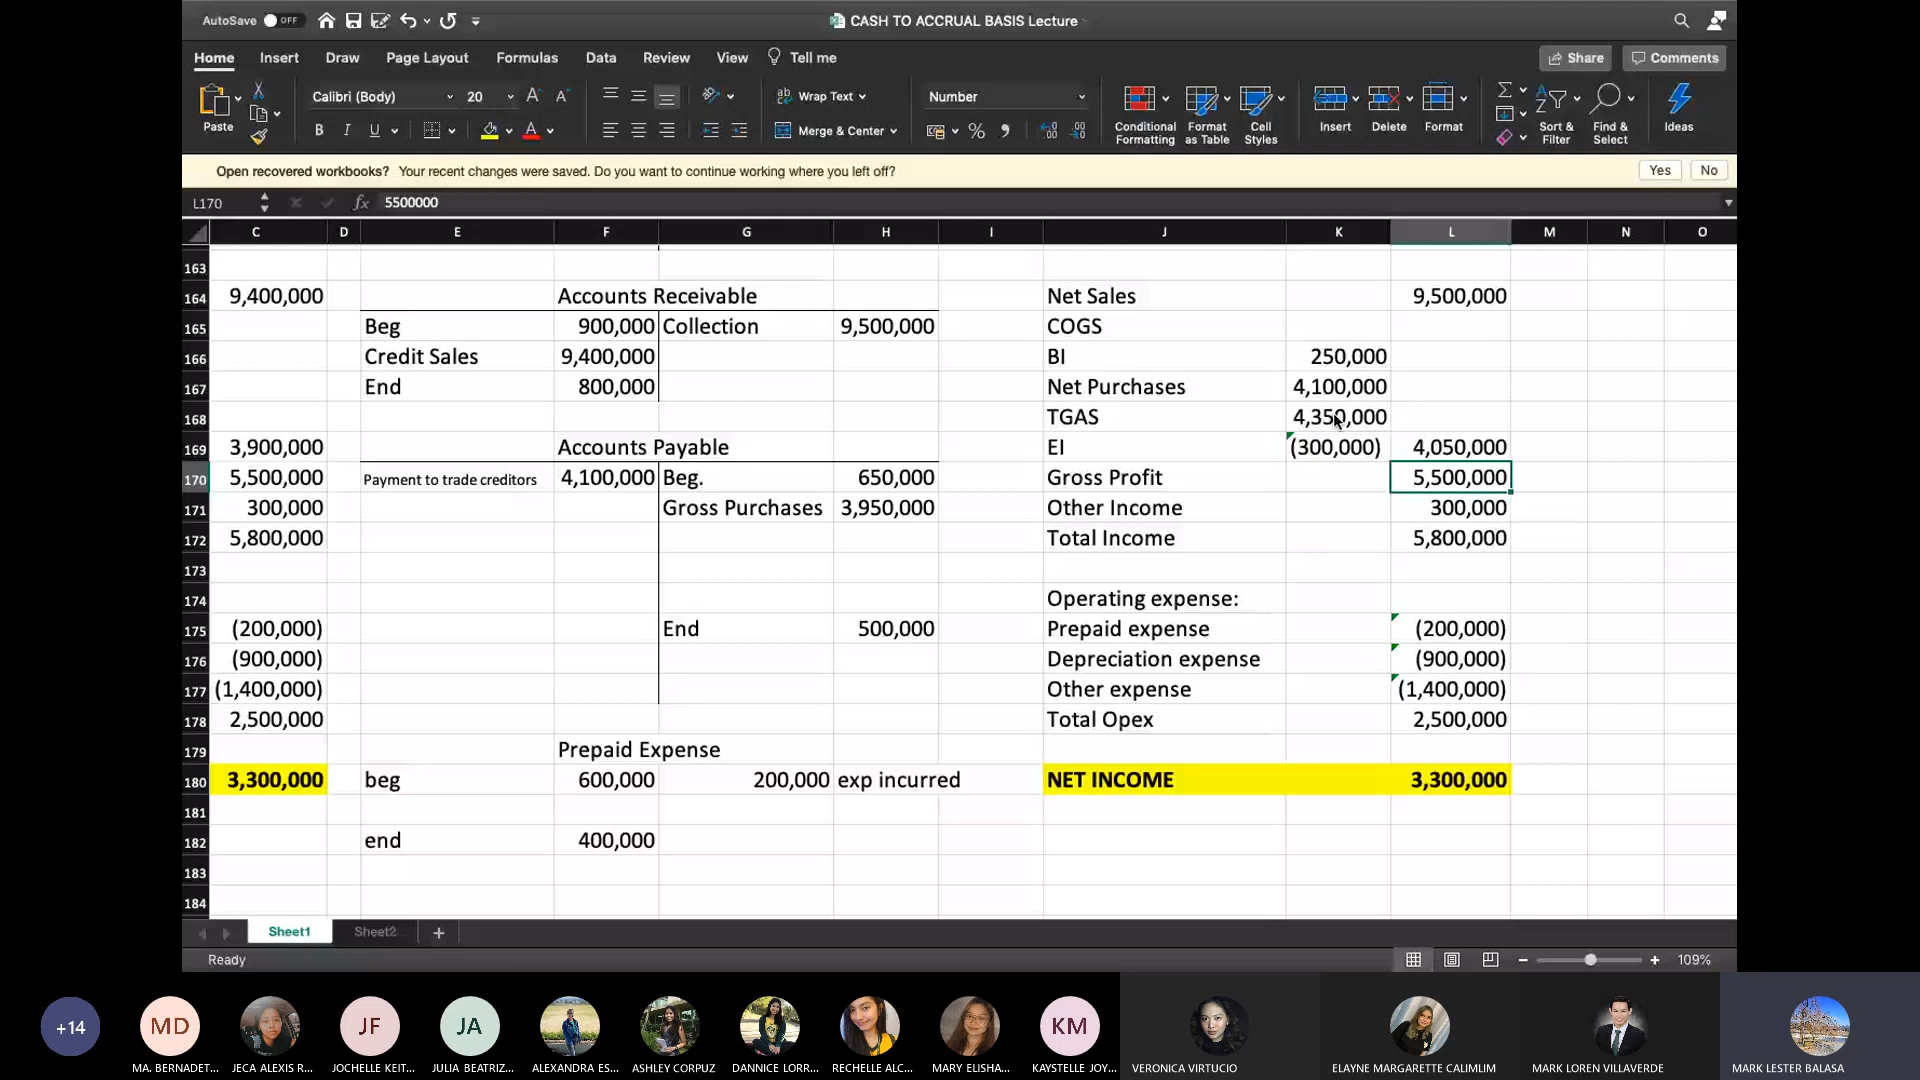 AutoSave OFF
CASH TO ACCRUAL BASIS Lecture
Home Insert Draw Page Layout Formulas Data Review View Tell me Share Comments
Calibri (Body) 20 A A Wrap Text Number
Paste B I U A Merge & Center % Conditional Formatting Format as Table Cell Styles Insert Delete Format Sort & Filter Find & Select Ideas
Open recovered workbooks? Your recent changes were saved. Do you want to continue working where you left off? Yes No
L170 fx 5500000
C D E F G H I J K L M N O
163
164 9,400,000 Accounts Receivable Net Sales 9,500,000
165 Beg 900,000 Collection 9,500,000 COGS
166 Credit Sales 9,400,000 BI 250,000
167 End 800,000 Net Purchases 4,100,000
168 TGAS 4,350,000
169 3,900,000 Accounts Payable EI (300,000) 4,050,000
170 5,500,000 Payment to trade creditors 4,100,000 Beg. 650,000 Gross Profit 5,500,000
171 300,000 Gross Purchases 3,950,000 Other Income 300,000
172 5,800,000 Total Income 5,800,000
173
174 Operating expense:
175 (200,000) End 500,000 Prepaid expense (200,000)
176 (900,000) Depreciation expense (900,000)
177 (1,400,000) Other expense (1,400,000)
178 2,500,000 Total Opex 2,500,000
179 Prepaid Expense
180 3,300,000 beg 600,000 200,000 exp incurred NET INCOME 3,300,000
181
182 end 400,000
183
184
Sheet1 Sheet2 +
Ready 109%
+14 MD JF JA KM
MA. BERNADET... JECA ALEXIS R... JOCHELLE KEIT... JULIA BEATRIZ... ALEXANDRA ES... ASHLEY CORPUZ DANNICE LORR... RECHELLE ALC... MARY ELISHA... KAYSTELLE JOY... VERONICA VIRTUCIO ELAYNE MARGARETTE CALIMLIM MARK LOREN VILLAVERDE MARK LESTER BALASA